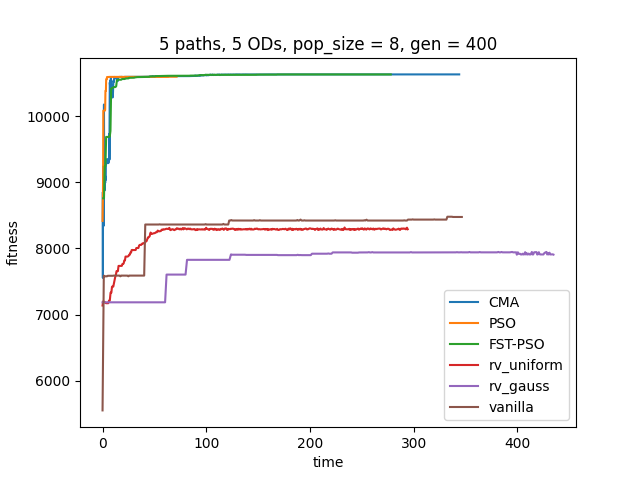 5 paths, 5 ODs, pop_size = 8, gen = 400
fitness
10000
9000
8000
7000
6000
0
100
200
300
400
time
CMA
PSO
FST-PSO
rv_uniform
rv_gauss
vanilla